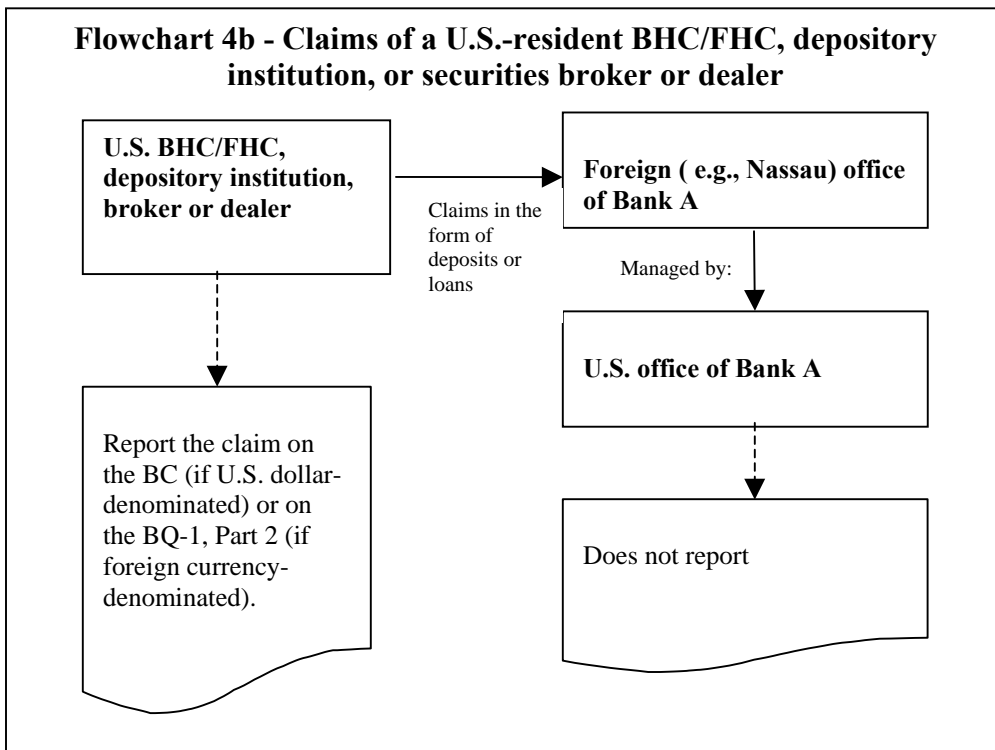 Flowchart 4b - Claims of a U.S.-resident BHC/FHC, depository
institution, or securities broker or dealer
U.S. BHC/FHC,
depository institution,
broker or dealer
Claims in the
form of
deposits or
loans
Foreign ( e.g., Nassau) office
of Bank A
Managed by:
U.S. office of Bank A
Report the claim on
the BC (if U.S. dollar-
denominated) or on
the BQ-1, Part 2 (if
foreign currency-
denominated).
Does not report